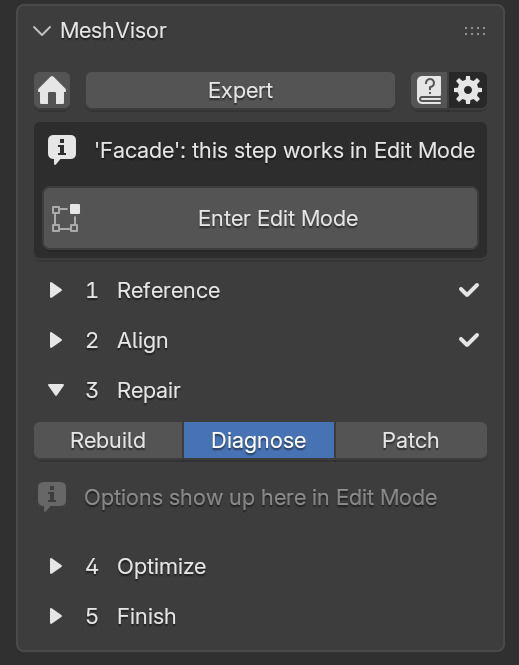 MeshVisor
Expert
'Facade': this step works in Edit Mode
Enter Edit Mode
1 Reference
2 Align
3 Repair
Rebuild Diagnose Patch
Options show up here in Edit Mode
4 Optimize
5 Finish